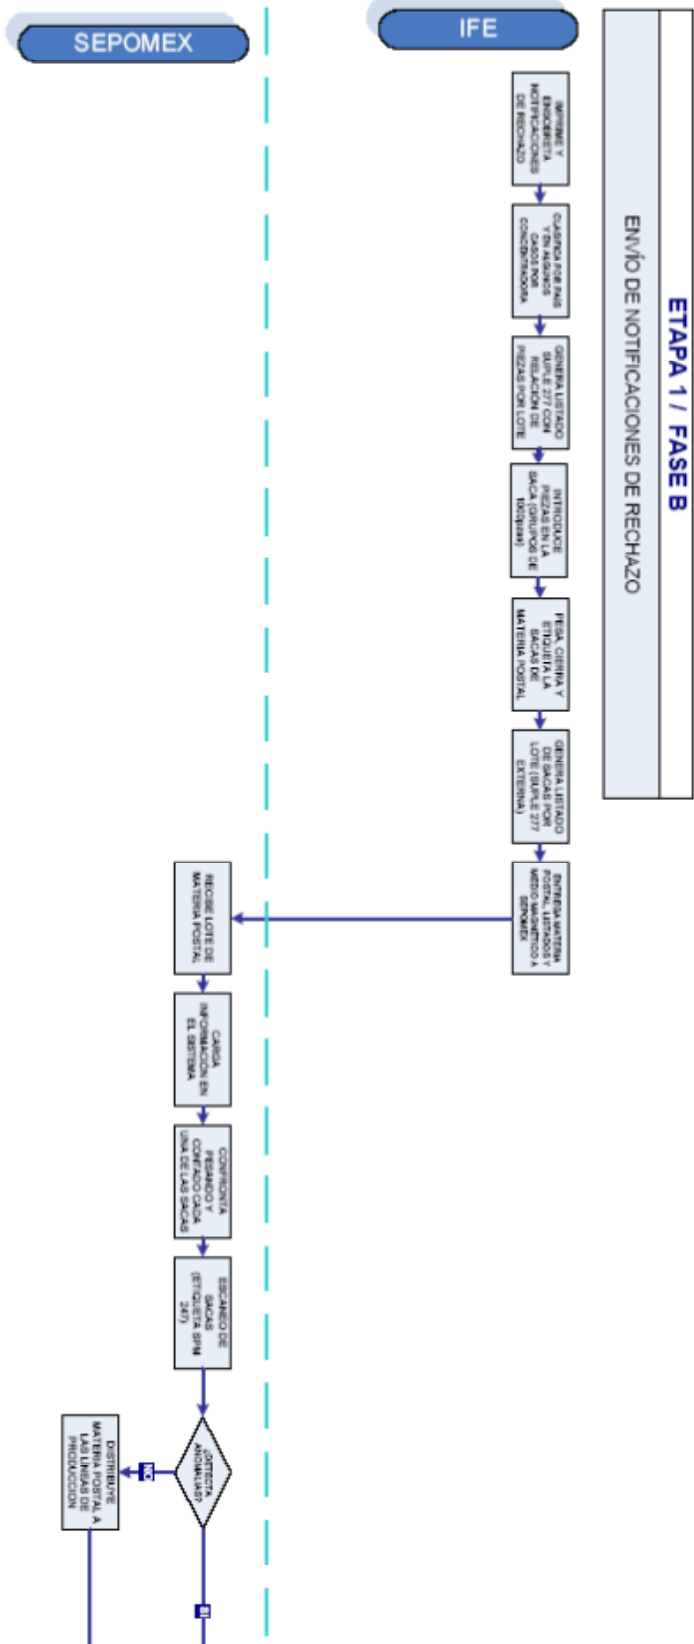 ETAPA 1 / FASE B
ENVÍO DE NOTIFICACIONES DE RECHAZO
IFE
IMPRIME Y
ENSOBRETA
NOTIFICACIONES
DE RECHAZO
CLASIFICA POR PAÍS
Y EN ALGUNOS
CASOS POR
CONCENTRADORA
GENERA LISTADO
SUPLE 277 CON
RELACIÓN DE
PIEZAS POR LOTE
INTRODUCE
PIEZAS EN LA
SACA (GRUPOS DE
1000pzas)
PESA, CIERRA Y
ETIQUETA LA
SACAS DE
MATERIA POSTAL
GENERA LISTADO
DE SACAS POR
LOTE (SUPLE 277
EXTERNA)
ENTREGA MATERIA
POSTAL, LISTADOS Y
MEDIO MAGNÉTICO A
SEPOMEX
SEPOMEX
RECIBE LOTE DE
MATERIA POSTAL
CARGA
INFORMACIÓN EN
EL SISTEMA
CONFRONTA
PESANDO Y
CONTADO CADA
UNA DE LAS SACAS
ESCANEO DE
SACAS
(ETIQUETA SPM
247)
¿DETECTA
ANOMALIAS?
SI
NO
DISTRIBUYE
MATERIA POSTAL A
LAS LÍNEAS DE
PRODUCCIÓN